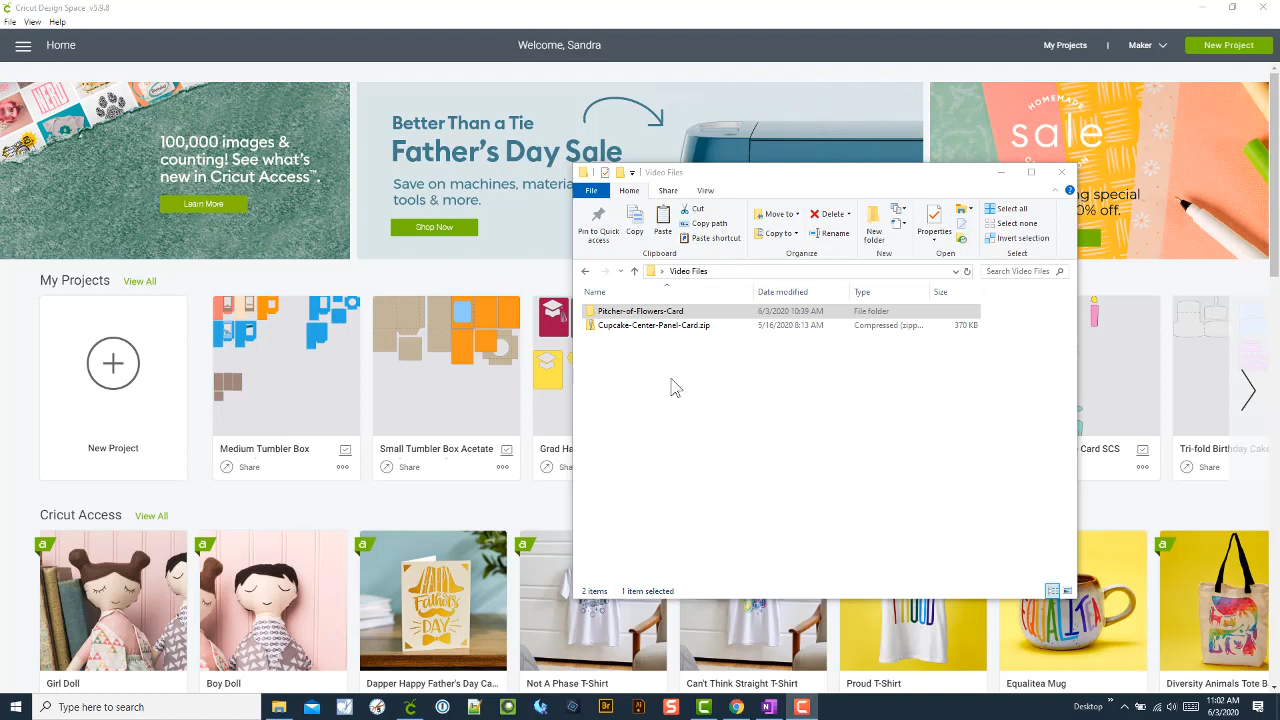 Cricut Design Space v5.9.8
File View Help
Home
Welcome, Sandra
My Projects | Maker
New Project
100,000 images &
counting! See what's
new in Cricut Access™.
Learn More
Better Than a Tie
Father's Day Sale
Save on machines, materia
tools & more.
Shop Now
HOMEMADE
sale
ng special
0% off.
Video Files
File Home Share View
Pin to Quick
access
Copy
Paste
Cut
Copy path
Paste shortcut
Clipboard
Move to
Copy to
Delete
Rename
Organize
New
folder
New
Properties
Open
Select all
Select none
Invert selection
Select
› Video Files
Search Video Files
Name Date modified Type Size
Pitcher-of-Flowers-Card 6/3/2020 10:39 AM File folder
Cupcake-Center-Panel-Card.zip 5/16/2020 8:13 AM Compressed (zipp... 370 KB
2 items 1 item selected
My Projects View All
New Project
Medium Tumbler Box
Share
Small Tumbler Box Acetate
Share
Grad Ha
Sha
e Card SCS
Tri-fold Birthday Cake
Share
Cricut Access View All
HAPPY
Father's
DAY
EQUALITEA
Girl Doll
Boy Doll
Dapper Happy Father's Day Ca...
Not A Phase T-Shirt
Can't Think Straight T-Shirt
Proud T-Shirt
Equalitea Mug
Diversity Animals Tote B
Type here to search
Desktop
11:02 AM
6/3/2020